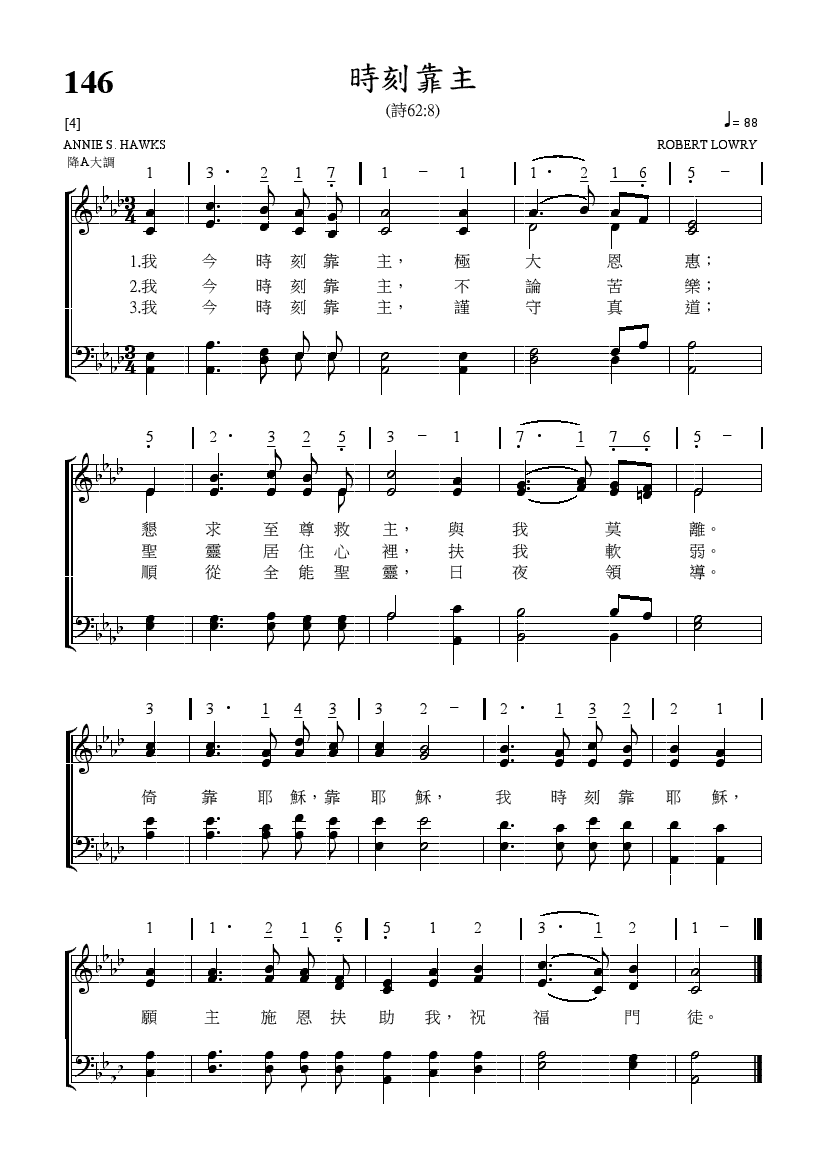 146
時刻靠主
(詩62:8)
[4]
♩= 88
ANNIE S. HAWKS
ROBERT LOWRY
降A大調
1 | 3· 2 1 7 | 1 – 1 | 1· 2 1 6 | 5 – |
3/4
1.我 今 時 刻 靠 主， 極 大 恩 惠；
2.我 今 時 刻 靠 主， 不 論 苦 樂；
3.我 今 時 刻 靠 主， 謹 守 真 道；
3/4
5 | 2· 3 2 5 | 3 – 1 | 7· 1 7 6 | 5 – |
懇 求 至 尊 救 主， 與 我 莫 離。
聖 靈 居 住 心 裡， 扶 我 軟 弱。
順 從 全 能 聖 靈， 日 夜 領 導。
3 | 3· 1 4 3 | 3 2 – | 2· 1 3 2 | 2 1 |
倚 靠 耶 穌， 靠 耶 穌， 我 時 刻 靠 耶 穌，
1 | 1· 2 1 6 | 5 1 2 | 3· 1 2 | 1 – |
願 主 施 恩 扶 助 我， 祝 福 門 徒。